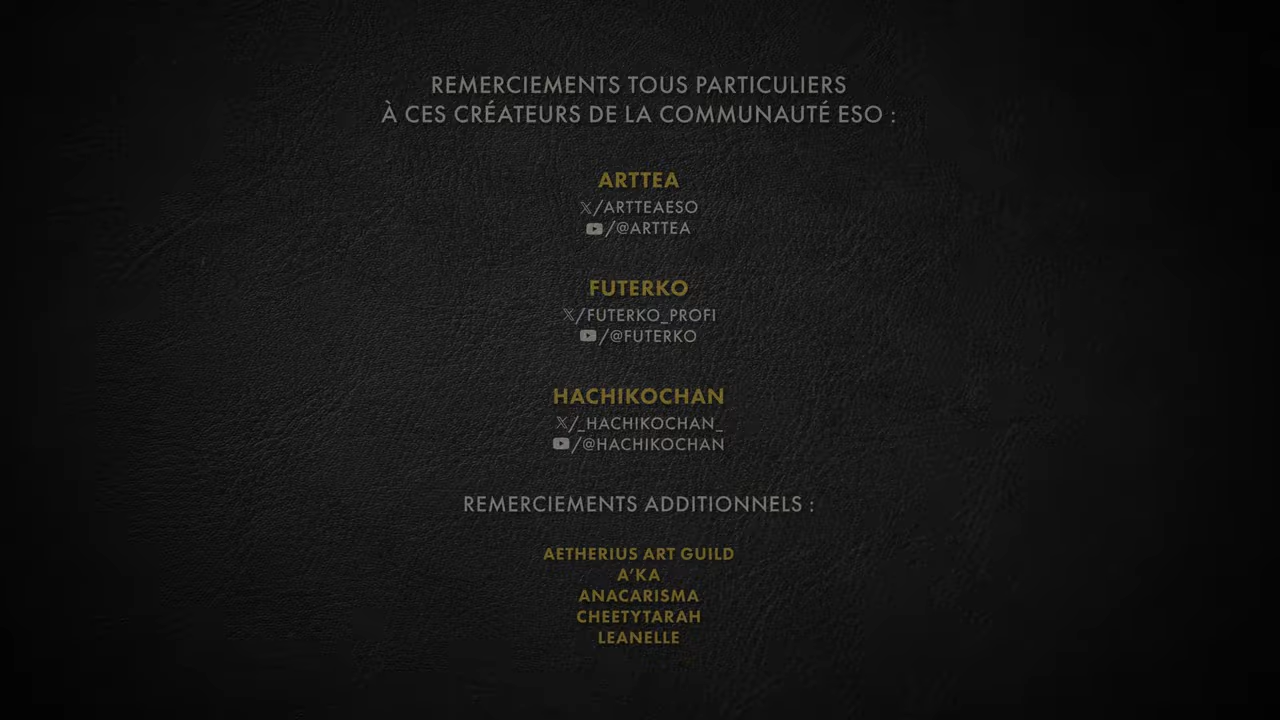 REMERCIEMENTS TOUS PARTICULIERS
À CES CRÉATEURS DE LA COMMUNAUTÉ ESO :
ARTTEA
X/ARTTEAESO
/@ARTTEA
FUTERKO
X/FUTERKO_PROFI
/@FUTERKO
HACHIKOCHAN
X/_HACHIKOCHAN_
/@HACHIKOCHAN
REMERCIEMENTS ADDITIONNELS :
AETHERIUS ART GUILD
A'KA
ANACARISMA
CHEETYTARAH
LEANELLE